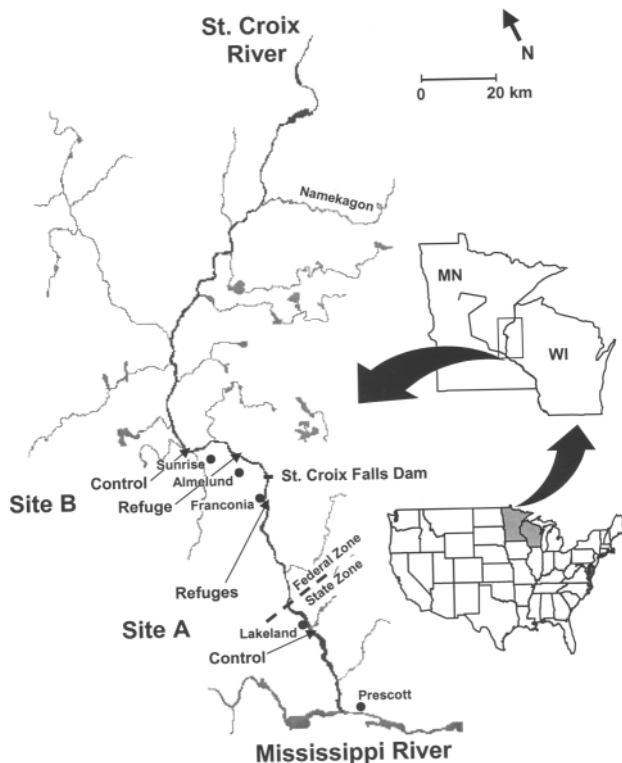 St. Croix
River
N
0 20 km
Namekagon
MN
WI
Sunrise
Control
Almelund
St. Croix Falls Dam
Site B
Refuge
Franconia
Federal Zone
State Zone
Refuges
Site A
Lakeland
Control
Prescott
Mississippi River